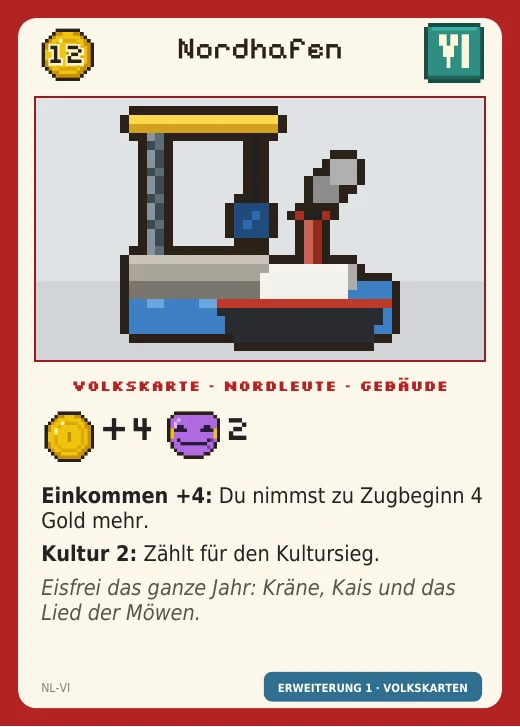 12
Nordhafen
VI
VOLKSKARTE · NORDLEUTE · GEBÄUDE
+4 2
Einkommen +4: Du nimmst zu Zugbeginn 4
Gold mehr.
Kultur 2: Zählt für den Kultursieg.
Eisfrei das ganze Jahr: Kräne, Kais und das
Lied der Möwen.
NL-VI
ERWEITERUNG 1 · VOLKSKARTEN